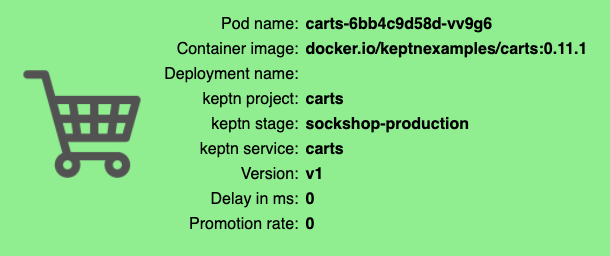 Pod name: carts-6bb4c9d58d-vv9g6
Container image: docker.io/keptnexamples/carts:0.11.1
Deployment name:
keptn project: carts
keptn stage: sockshop-production
keptn service: carts
Version: v1
Delay in ms: 0
Promotion rate: 0